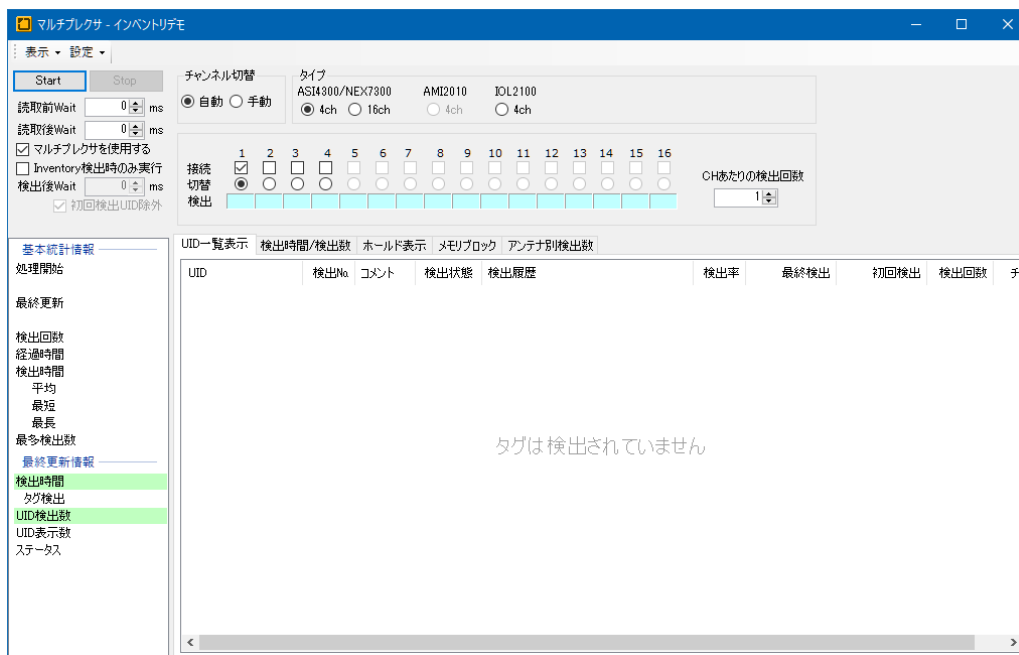 マルチプレクサ - インベントリデモ
表示 設定
Start Stop
読取前Wait 0 ms
読取後Wait 0 ms
マルチプレクサを使用する
Inventory検出時のみ実行
検出後Wait 0 ms
初回検出UID除外
チャンネル切替
自動 手動
タイプ
ASI4300/NEX7300 AMI2010 IOL2100
4ch 16ch 4ch 4ch
1 2 3 4 5 6 7 8 9 10 11 12 13 14 15 16
接続
切替
検出
CHあたりの検出回数
1
基本統計情報
処理開始
最終更新
検出回数
経過時間
検出時間
平均
最短
最長
最多検出数
最終更新情報
検出時間
タグ検出
UID検出数
UID表示数
ステータス
UID一覧表示 検出時間/検出数 ホールド表示 メモリブロック アンテナ別検出数
UID 検出No. コメント 検出状態 検出履歴 検出率 最終検出 初回検出 検出回数 チ
タグは検出されていません